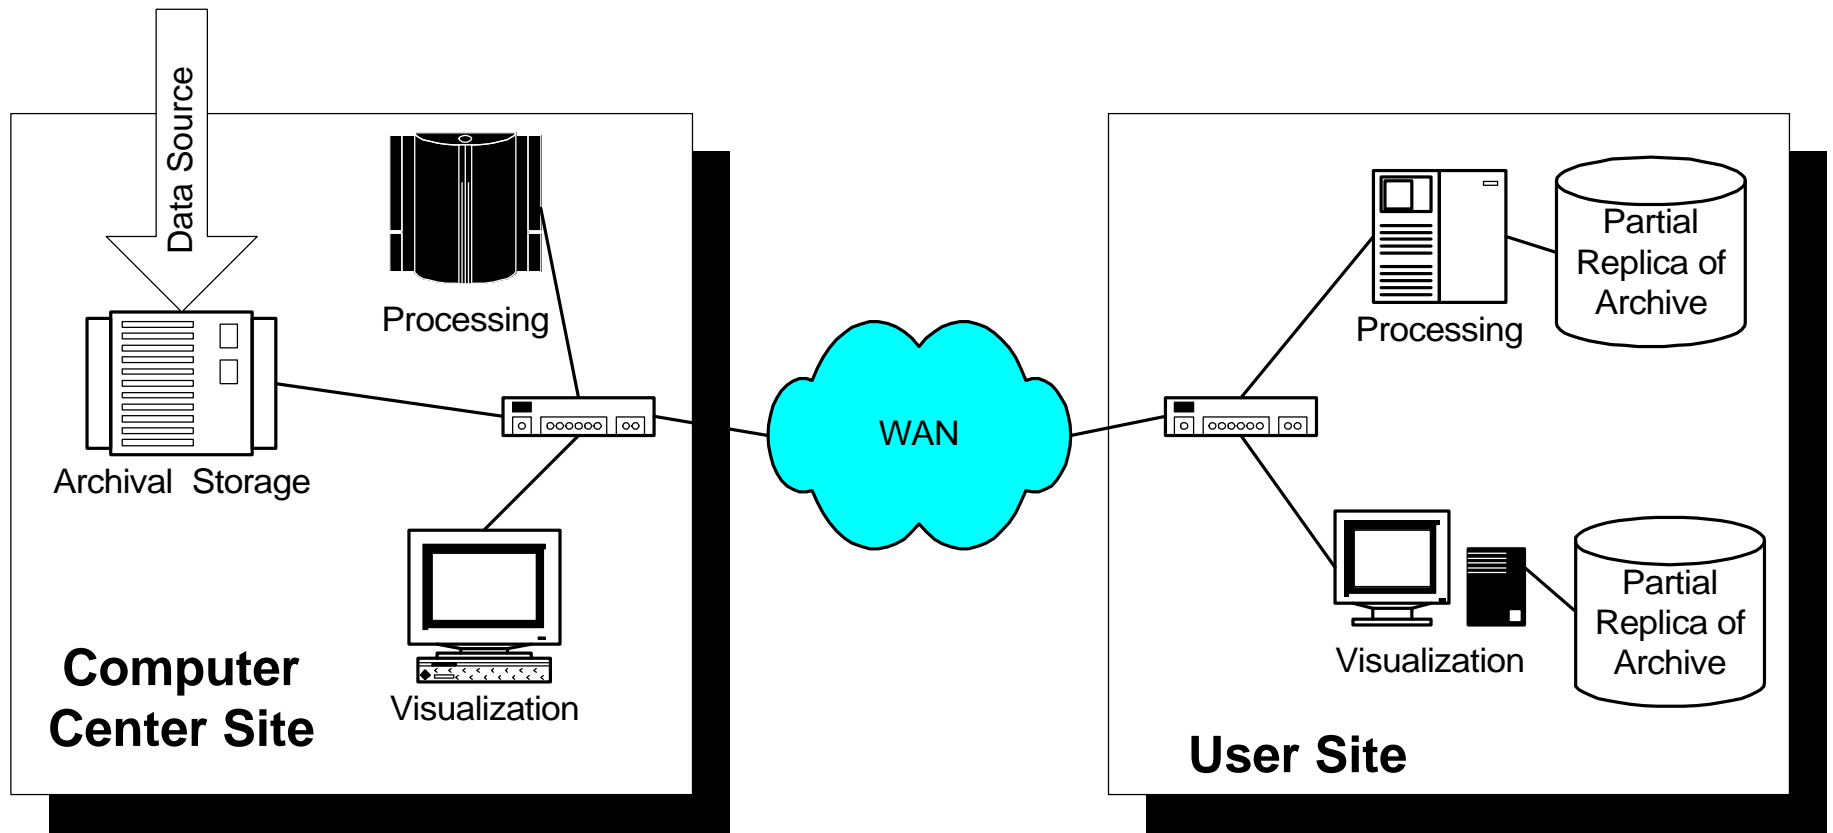 Data Source
Processing
Archival Storage
Visualization
Computer
Center Site
WAN
Processing
Partial
Replica of
Archive
Visualization
Partial
Replica of
Archive
User Site